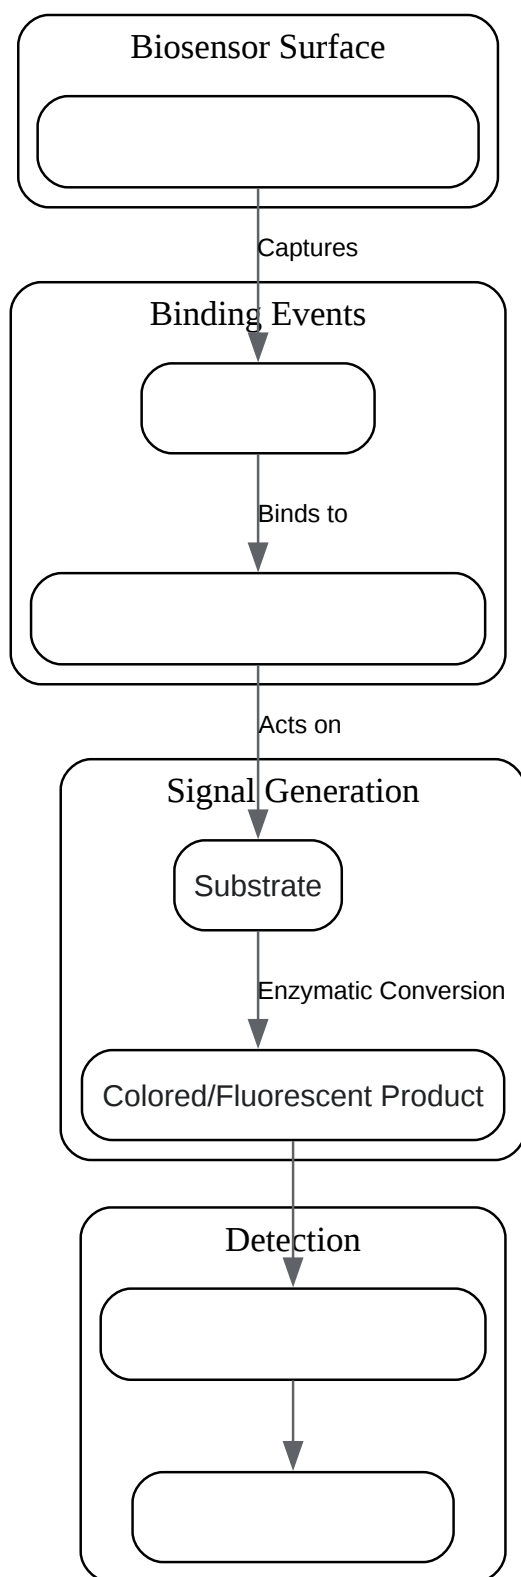 Biosensor Surface
Captures
Binding Events
Binds to
Acts on
Signal Generation
Substrate
Enzymatic Conversion
Colored/Fluorescent Product
Detection